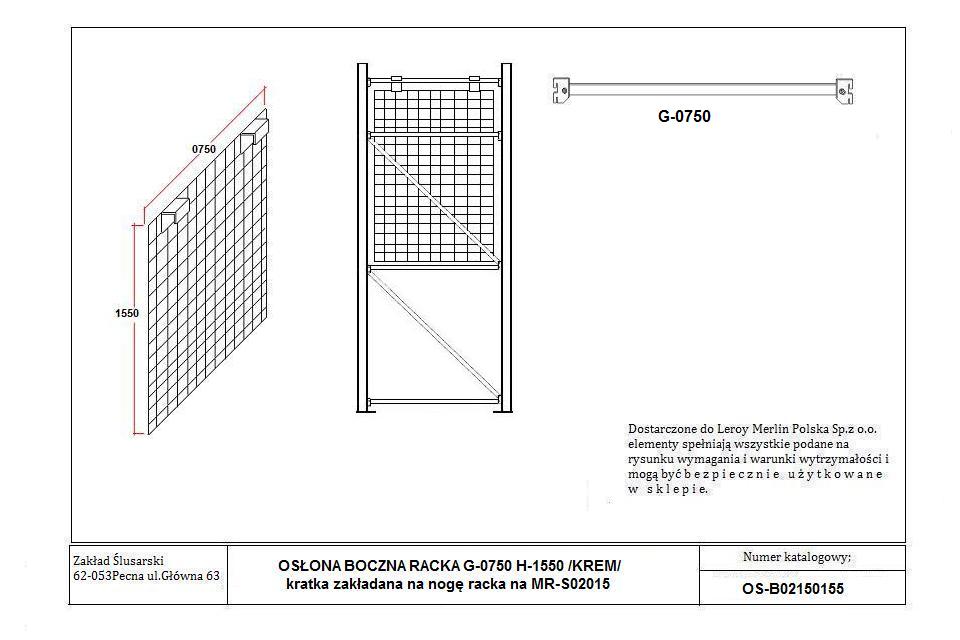 0750
1550
G-0750
Dostarczone do Leroy Merlin Polska Sp.z o.o.
elementy spełniają wszystkie podane na
rysunku wymagania i warunki wytrzymałości i
mogą być b e z p i e c z n i e u ż y t k o w a n e
w s k l e p i e.
Zakład Ślusarski
62-053Pecna ul.Główna 63
OSŁONA BOCZNA RACKA G-0750 H-1550 /KREM/
kratka zakładana na nogę racka na MR-S02015
Numer katalogowy;
OS-B02150155